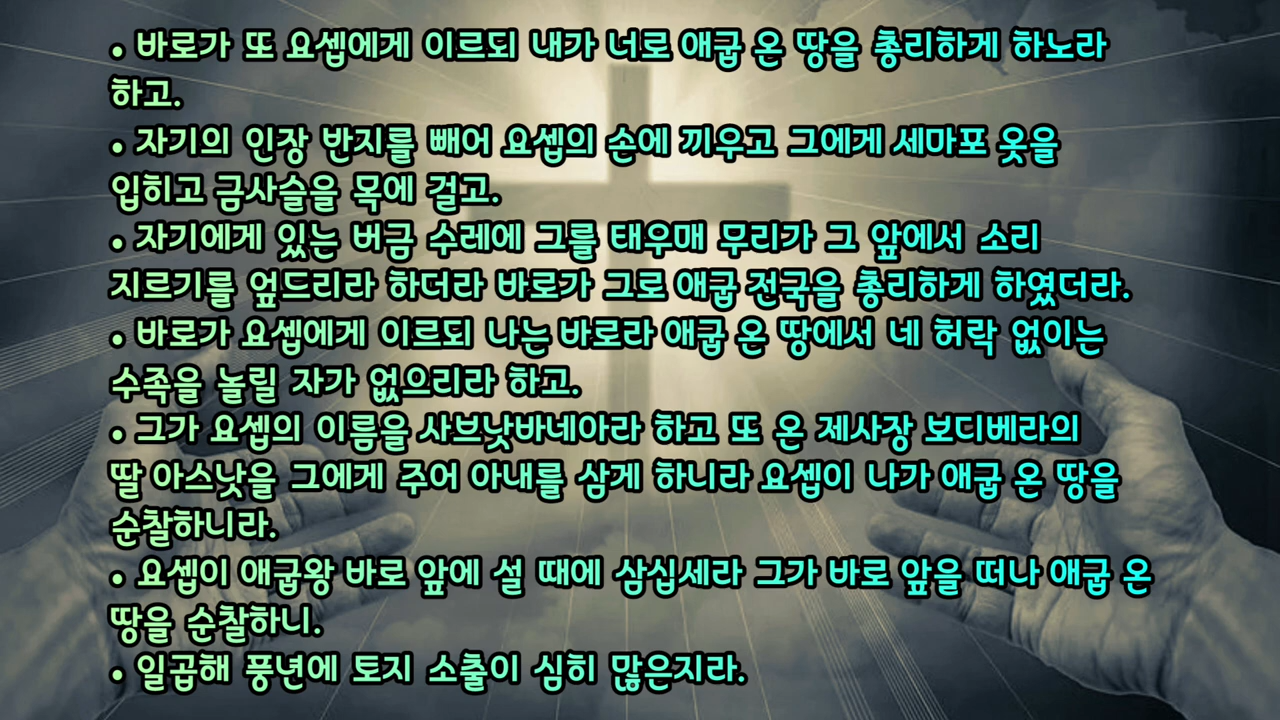 • 바로가 또 요셉에게 이르되 내가 너로 애굽 온 땅을 총리하게 하노라
하고.
• 자기의 인장 반지를 빼어 요셉의 손에 끼우고 그에게 세마포 옷을
입히고 금사슬을 목에 걸고.
• 자기에게 있는 버금 수레에 그를 태우매 무리가 그 앞에서 소리
지르기를 엎드리라 하더라 바로가 그로 애굽 전국을 총리하게 하였더라.
• 바로가 요셉에게 이르되 나는 바로라 애굽 온 땅에서 네 허락 없이는
수족을 놀릴 자가 없으리라 하고.
• 그가 요셉의 이름을 사브낫바네아라 하고 또 온 제사장 보디베라의
딸 아스낫을 그에게 주어 아내를 삼게 하니라 요셉이 나가 애굽 온 땅을
순찰하니라.
• 요셉이 애굽왕 바로 앞에 설 때에 삼십세라 그가 바로 앞을 떠나 애굽 온
땅을 순찰하니.
• 일곱해 풍년에 토지 소출이 심히 많은지라.